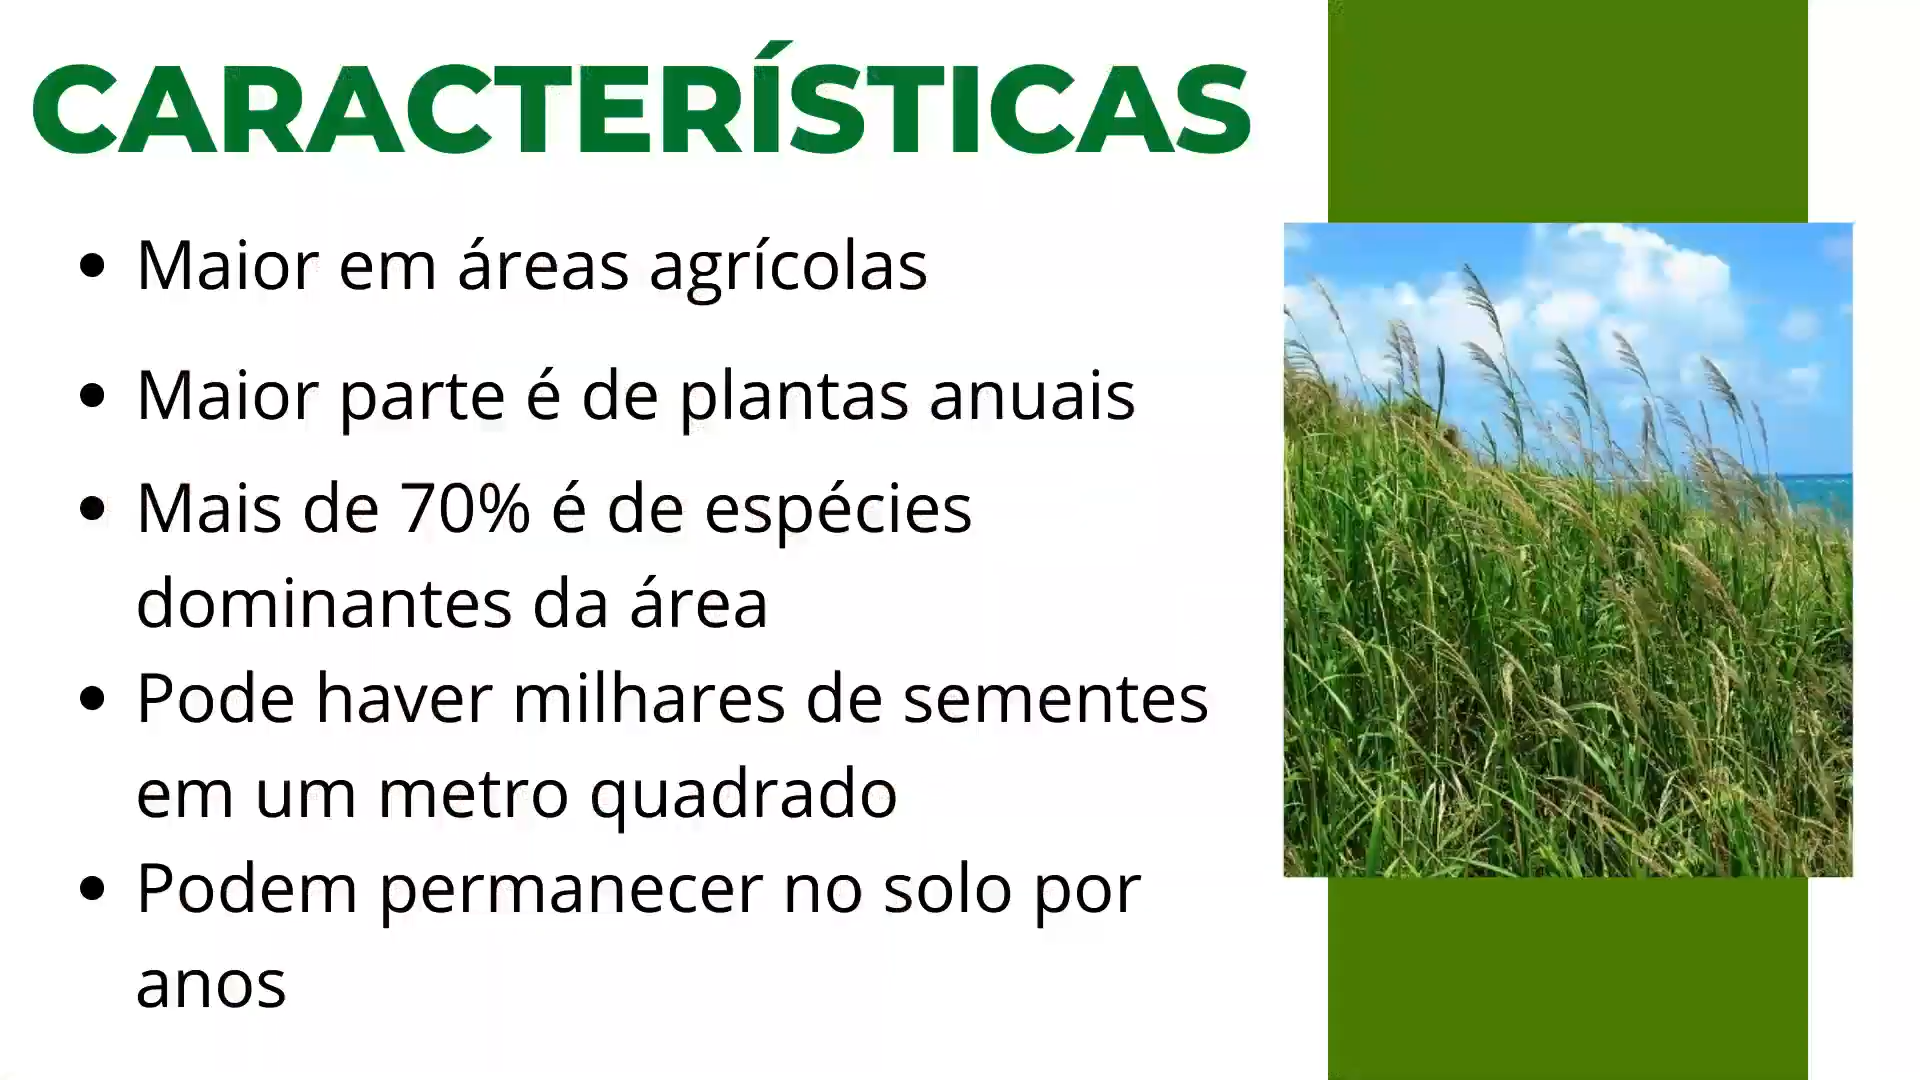 CARACTERÍSTICAS
• Maior em áreas agrícolas
• Maior parte é de plantas anuais
• Mais de 70% é de espécies
dominantes da área
• Pode haver milhares de sementes
em um metro quadrado
• Podem permanecer no solo por
anos